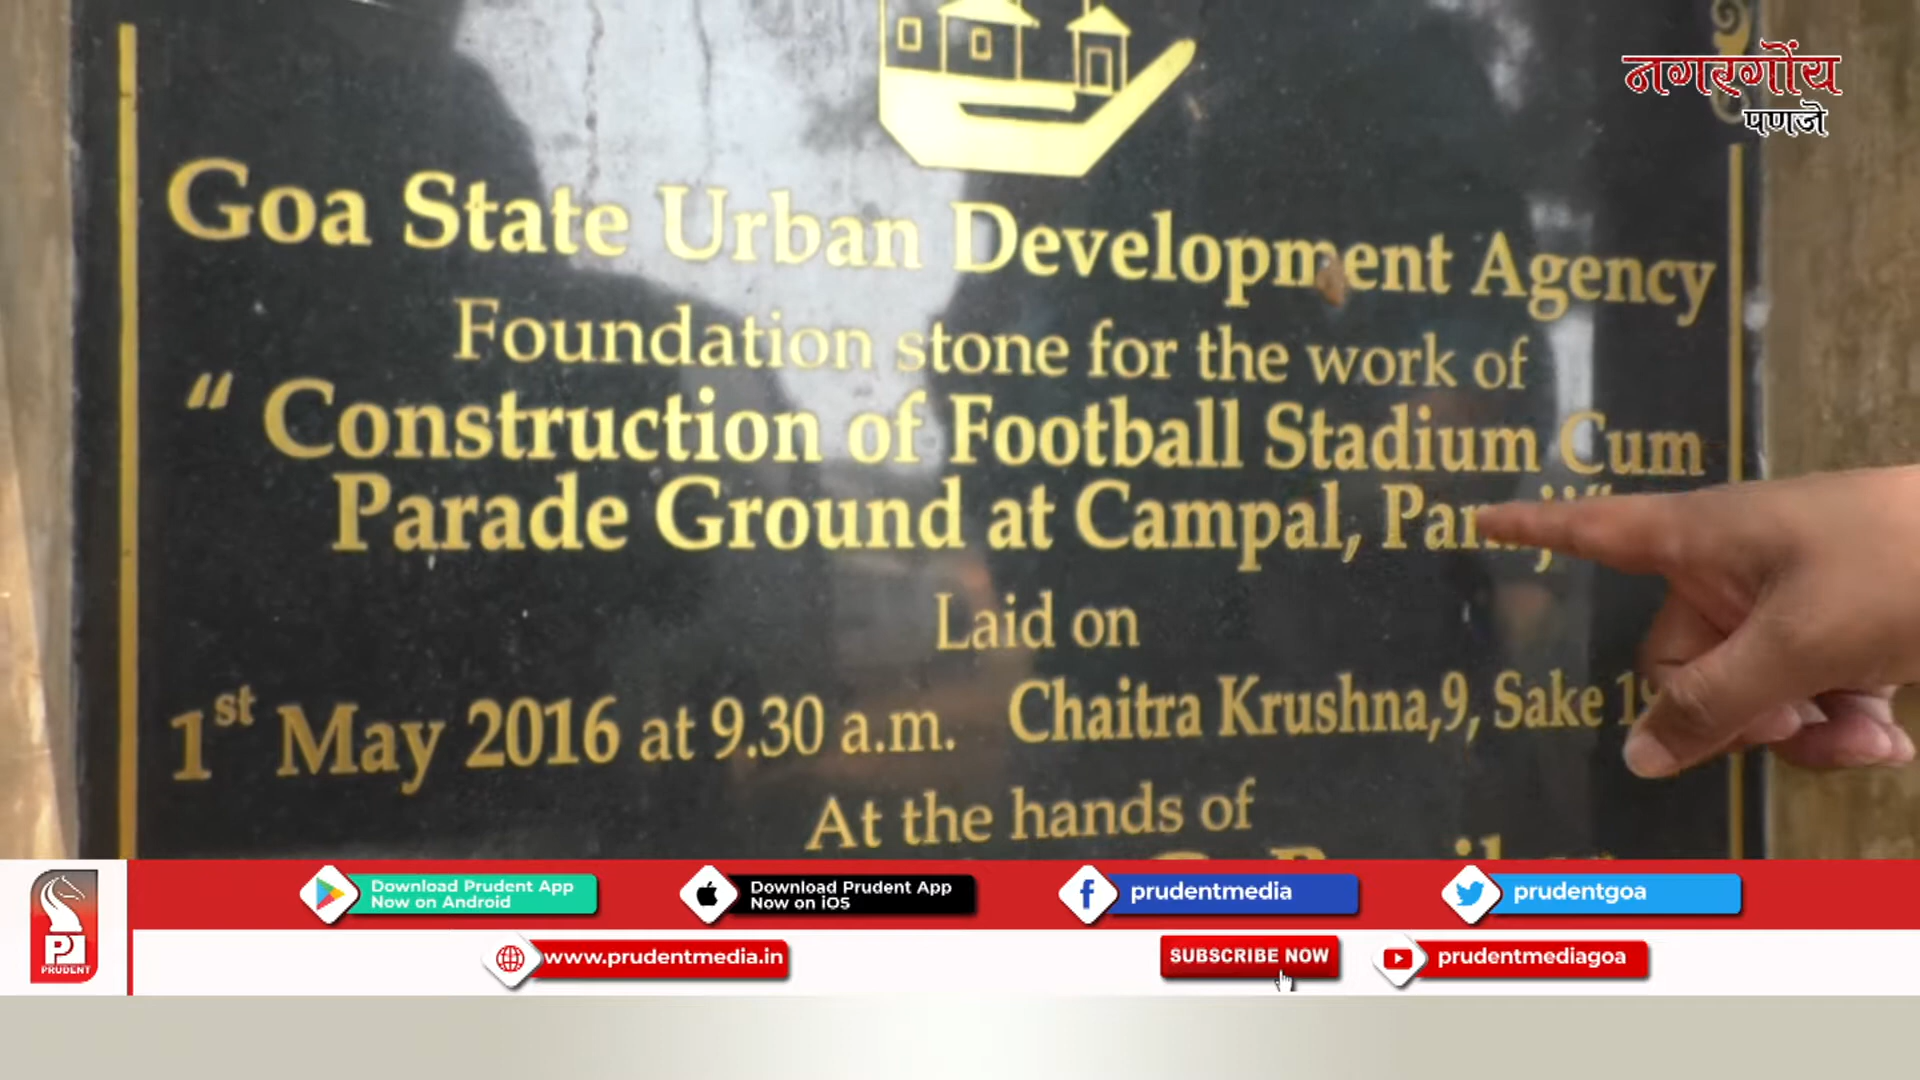 नगरगोंय
पणजे
Goa State Urban Development Agency
Foundation stone for the work of
“ Construction of Football Stadium Cum
Parade Ground at Campal,
Laid on
1st May 2016 at 9.30 a.m. Chaitra Krushna,9, Sake
At the hands of
Download Prudent App
Now on Android
Download Prudent App
Now on iOS
prudentmedia
prudentgoa
PRUDENT
www.prudentmedia.in
SUBSCRIBE NOW
prudentmediagoa